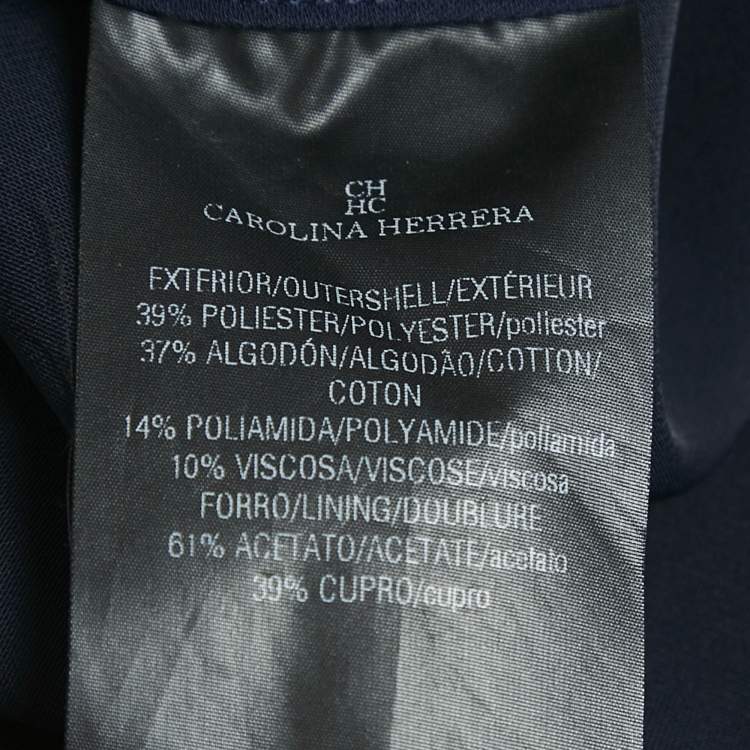 CH
HC
CAROLINA HERRERA
EXTERIOR/OUTERSHELL/EXTÉRIEUR
39% POLIESTER/POLYESTER/poliester
37% ALGODÓN/ALGODÃO/COTTON/
COTON
14% POLIAMIDA/POLYAMIDE/poliamida
10% VISCOSA/VISCOSE/viscosa
FORRO/LINING/DOUBLURE
61% ACETATO/ACETATE/acetato
39% CUPRO/cupro